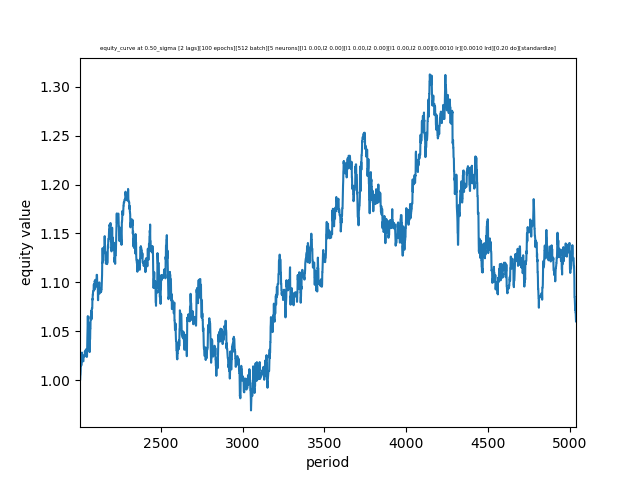 equity_curve at 0.50_sigma [2 lags][100 epochs][512 batch][5 neurons][l1 0.00,l2 0.00][l1 0.00,l2 0.00][l1 0.00,l2 0.00][0.0010 lr][0.0010 lrd][0.20 do][standardize]
1.30
1.25
1.20
1.15
1.10
1.05
1.00
equity value
2500 3000 3500 4000 4500 5000
period